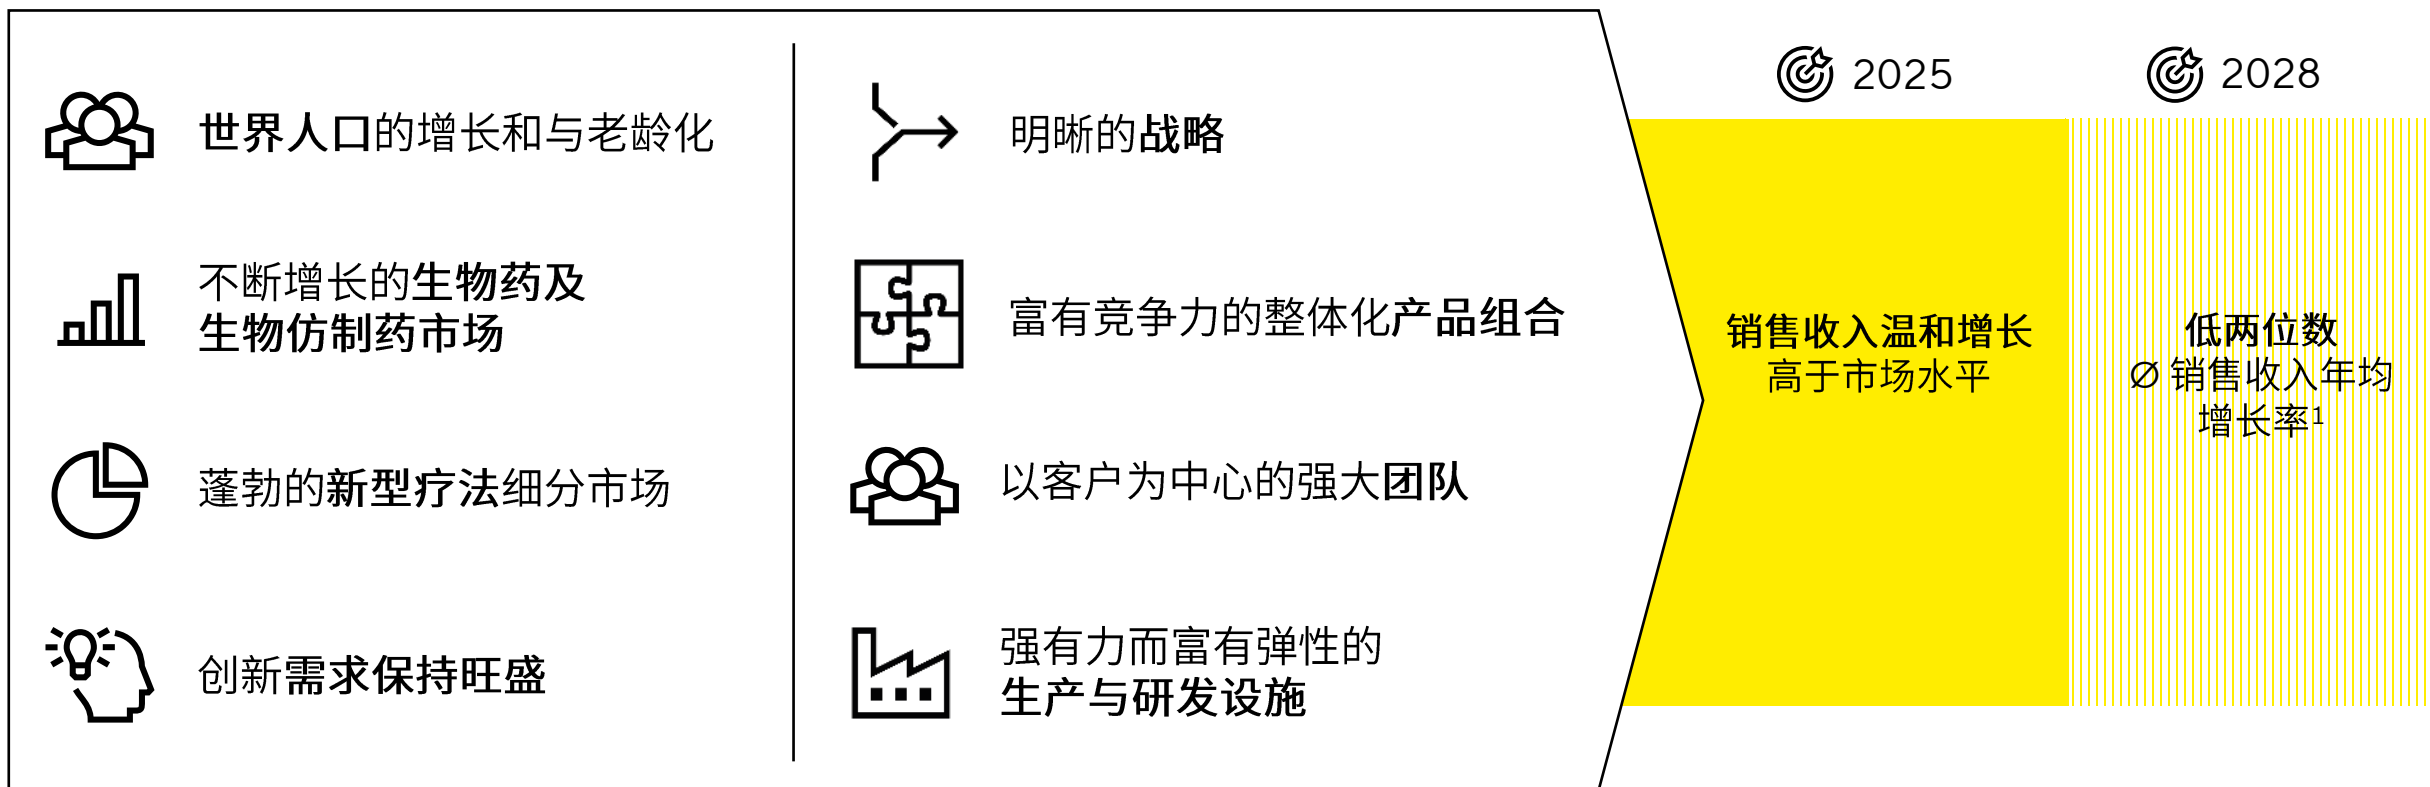 世界人口的增长和与老龄化
不断增长的生物药及
生物仿制药市场
蓬勃的新型疗法细分市场
创新需求保持旺盛
明晰的战略
富有竞争力的整体化产品组合
以客户为中心的强大团队
强有力而富有弹性的
生产与研发设施
2025
销售收入温和增长
高于市场水平
2028
低两位数
Ø 销售收入年均
增长率¹